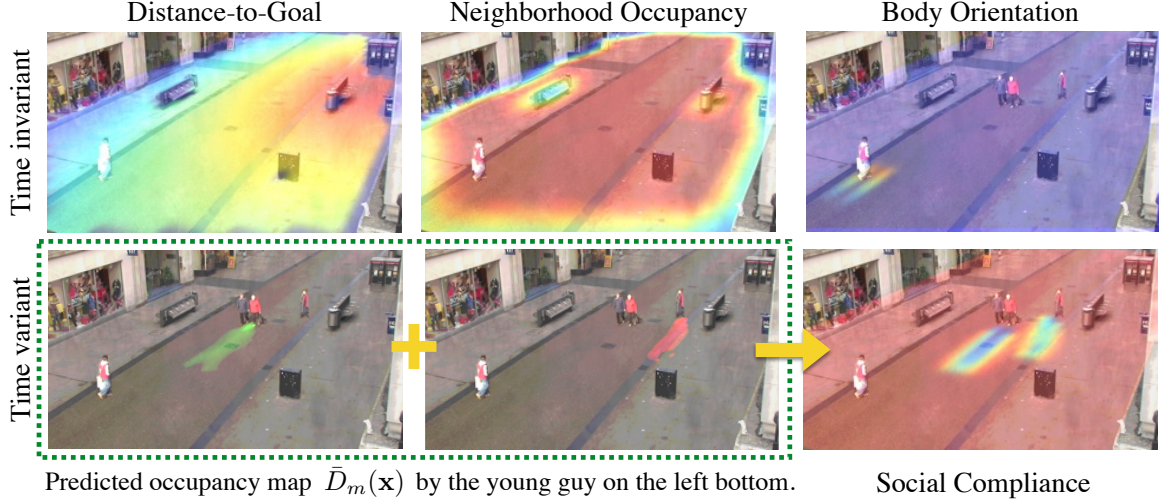 Distance-to-Goal
Neighborhood Occupancy
Body Orientation
Time invariant
Time variant
Predicted occupancy map D̄ₘ(𝐱) by the young guy on the left bottom.
Social Compliance